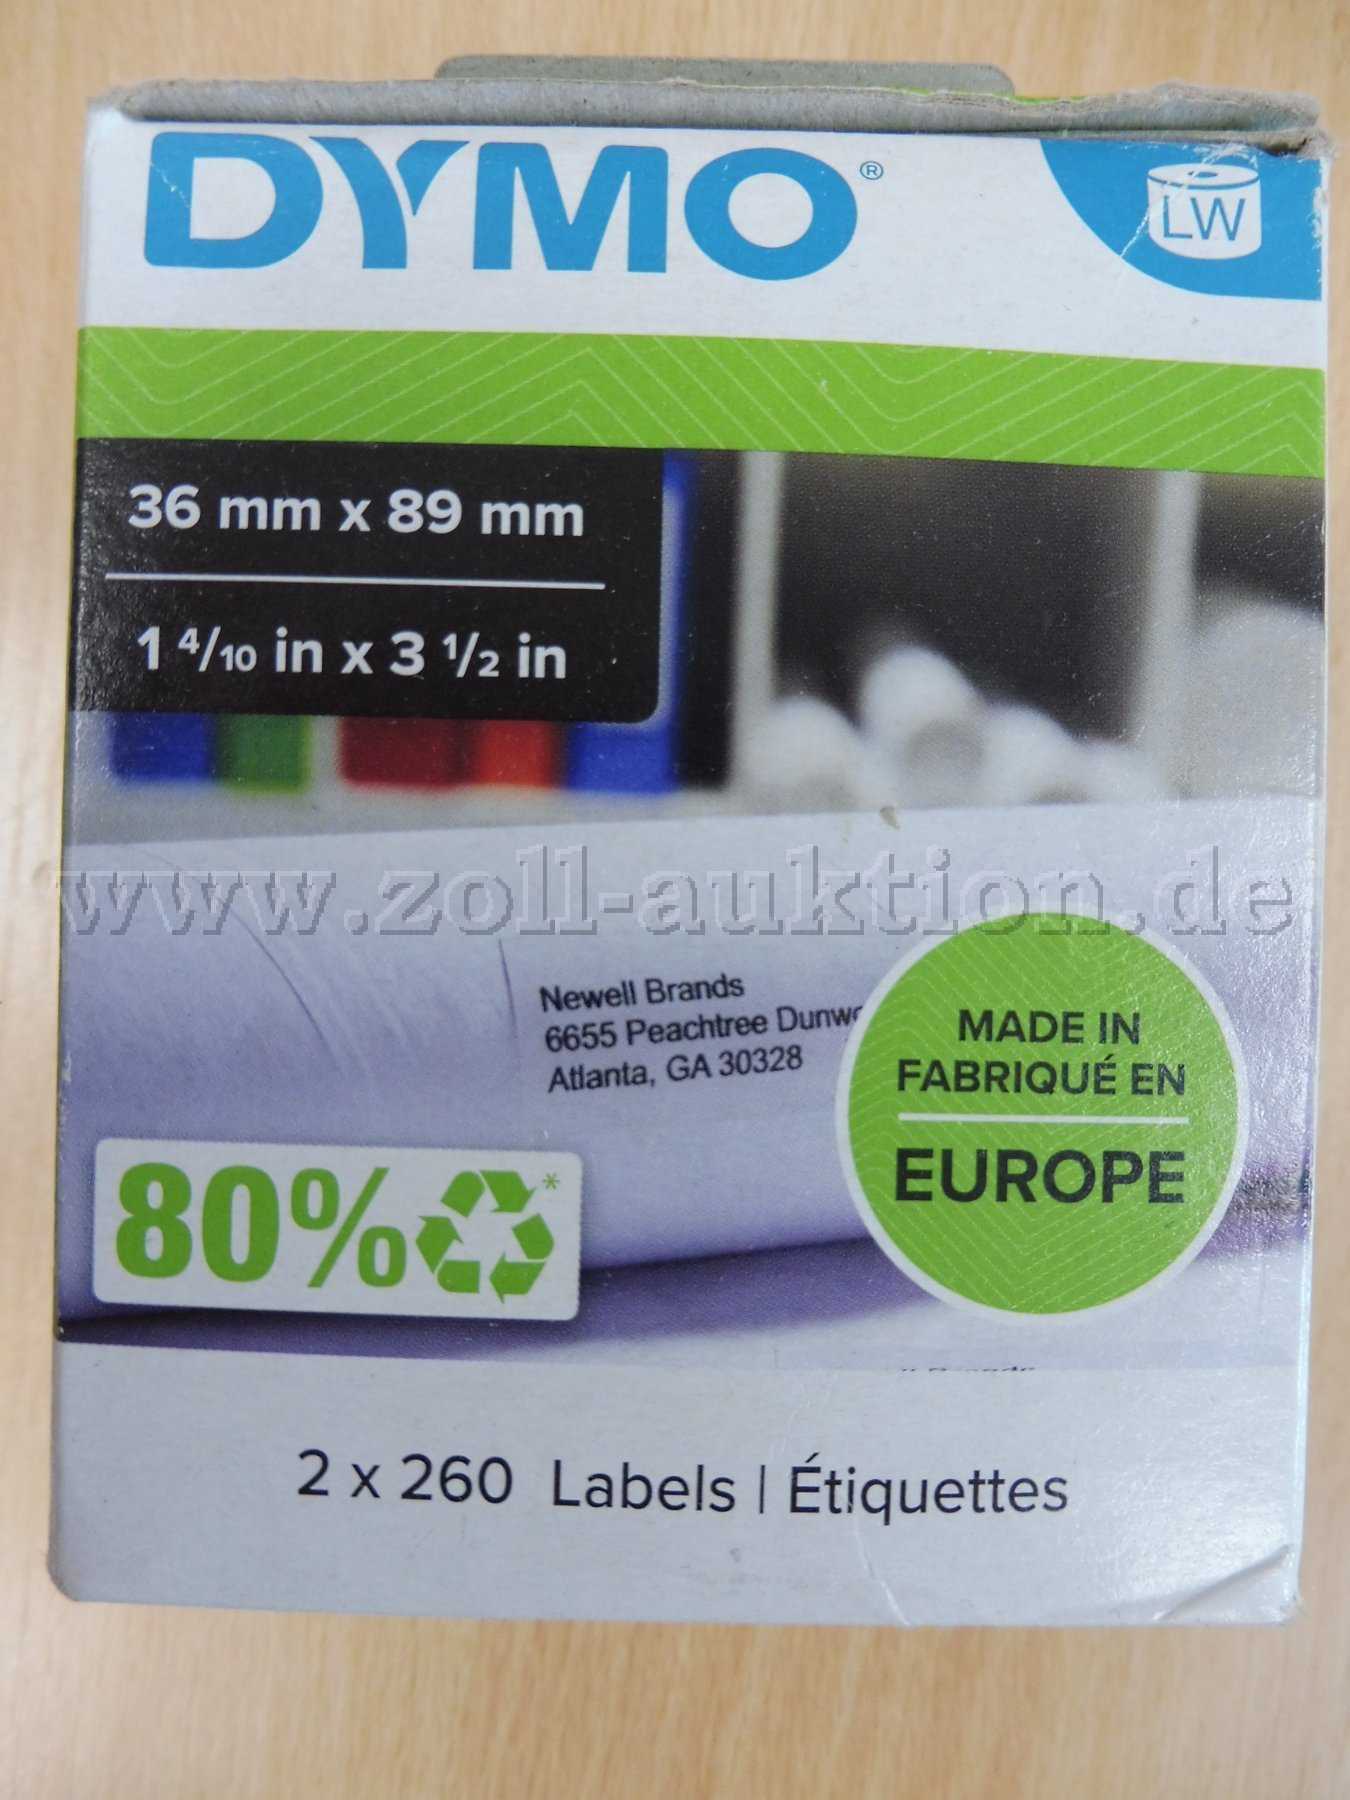 DYMO®
LW
36 mm x 89 mm
1 4/10 in x 3 1/2 in
www.zoll-auktion.de
Newell Brands
6655 Peachtree
Atlanta, GA 30328
MADE IN
FABRIQUÉ EN
EUROPE
80%*
2 x 260 Labels | Étiquettes